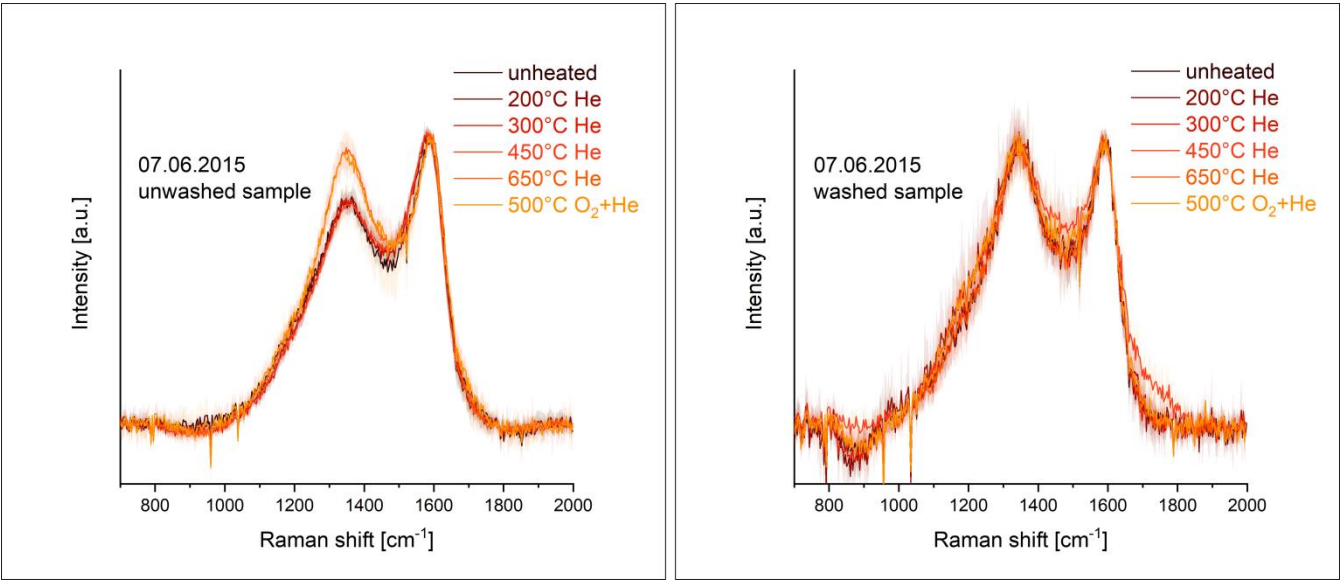 unheated
200°C He
300°C He
450°C He
650°C He
500°C O₂+He
07.06.2015
unwashed sample
Intensity [a.u.]
800 1000 1200 1400 1600 1800 2000
Raman shift [cm⁻¹]
unheated
200°C He
300°C He
450°C He
650°C He
500°C O₂+He
07.06.2015
washed sample
Intensity [a.u.]
800 1000 1200 1400 1600 1800 2000
Raman shift [cm⁻¹]